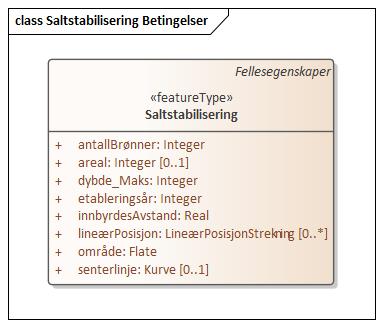 class Saltstabilisering Betingelser
Fellesegenskaper
«featureType»
Saltstabilisering
+ antallBrønner: Integer
+ areal: Integer [0..1]
+ dybde_Maks: Integer
+ etableringsår: Integer
+ innbyrdesAvstand: Real
+ lineærPosisjon: LineærPosisjonStrekning [0..*]
+ område: Flate
+ senterlinje: Kurve [0..1]